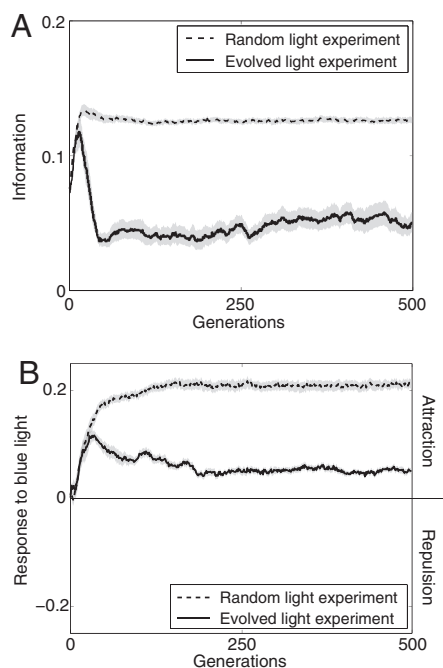 A
Random light experiment
Evolved light experiment
0.2
0.1
0
Information
0
250
500
Generations
B
0.2
0
−0.2
Response to blue light
Attraction
Repulsion
Random light experiment
Evolved light experiment
0
250
500
Generations